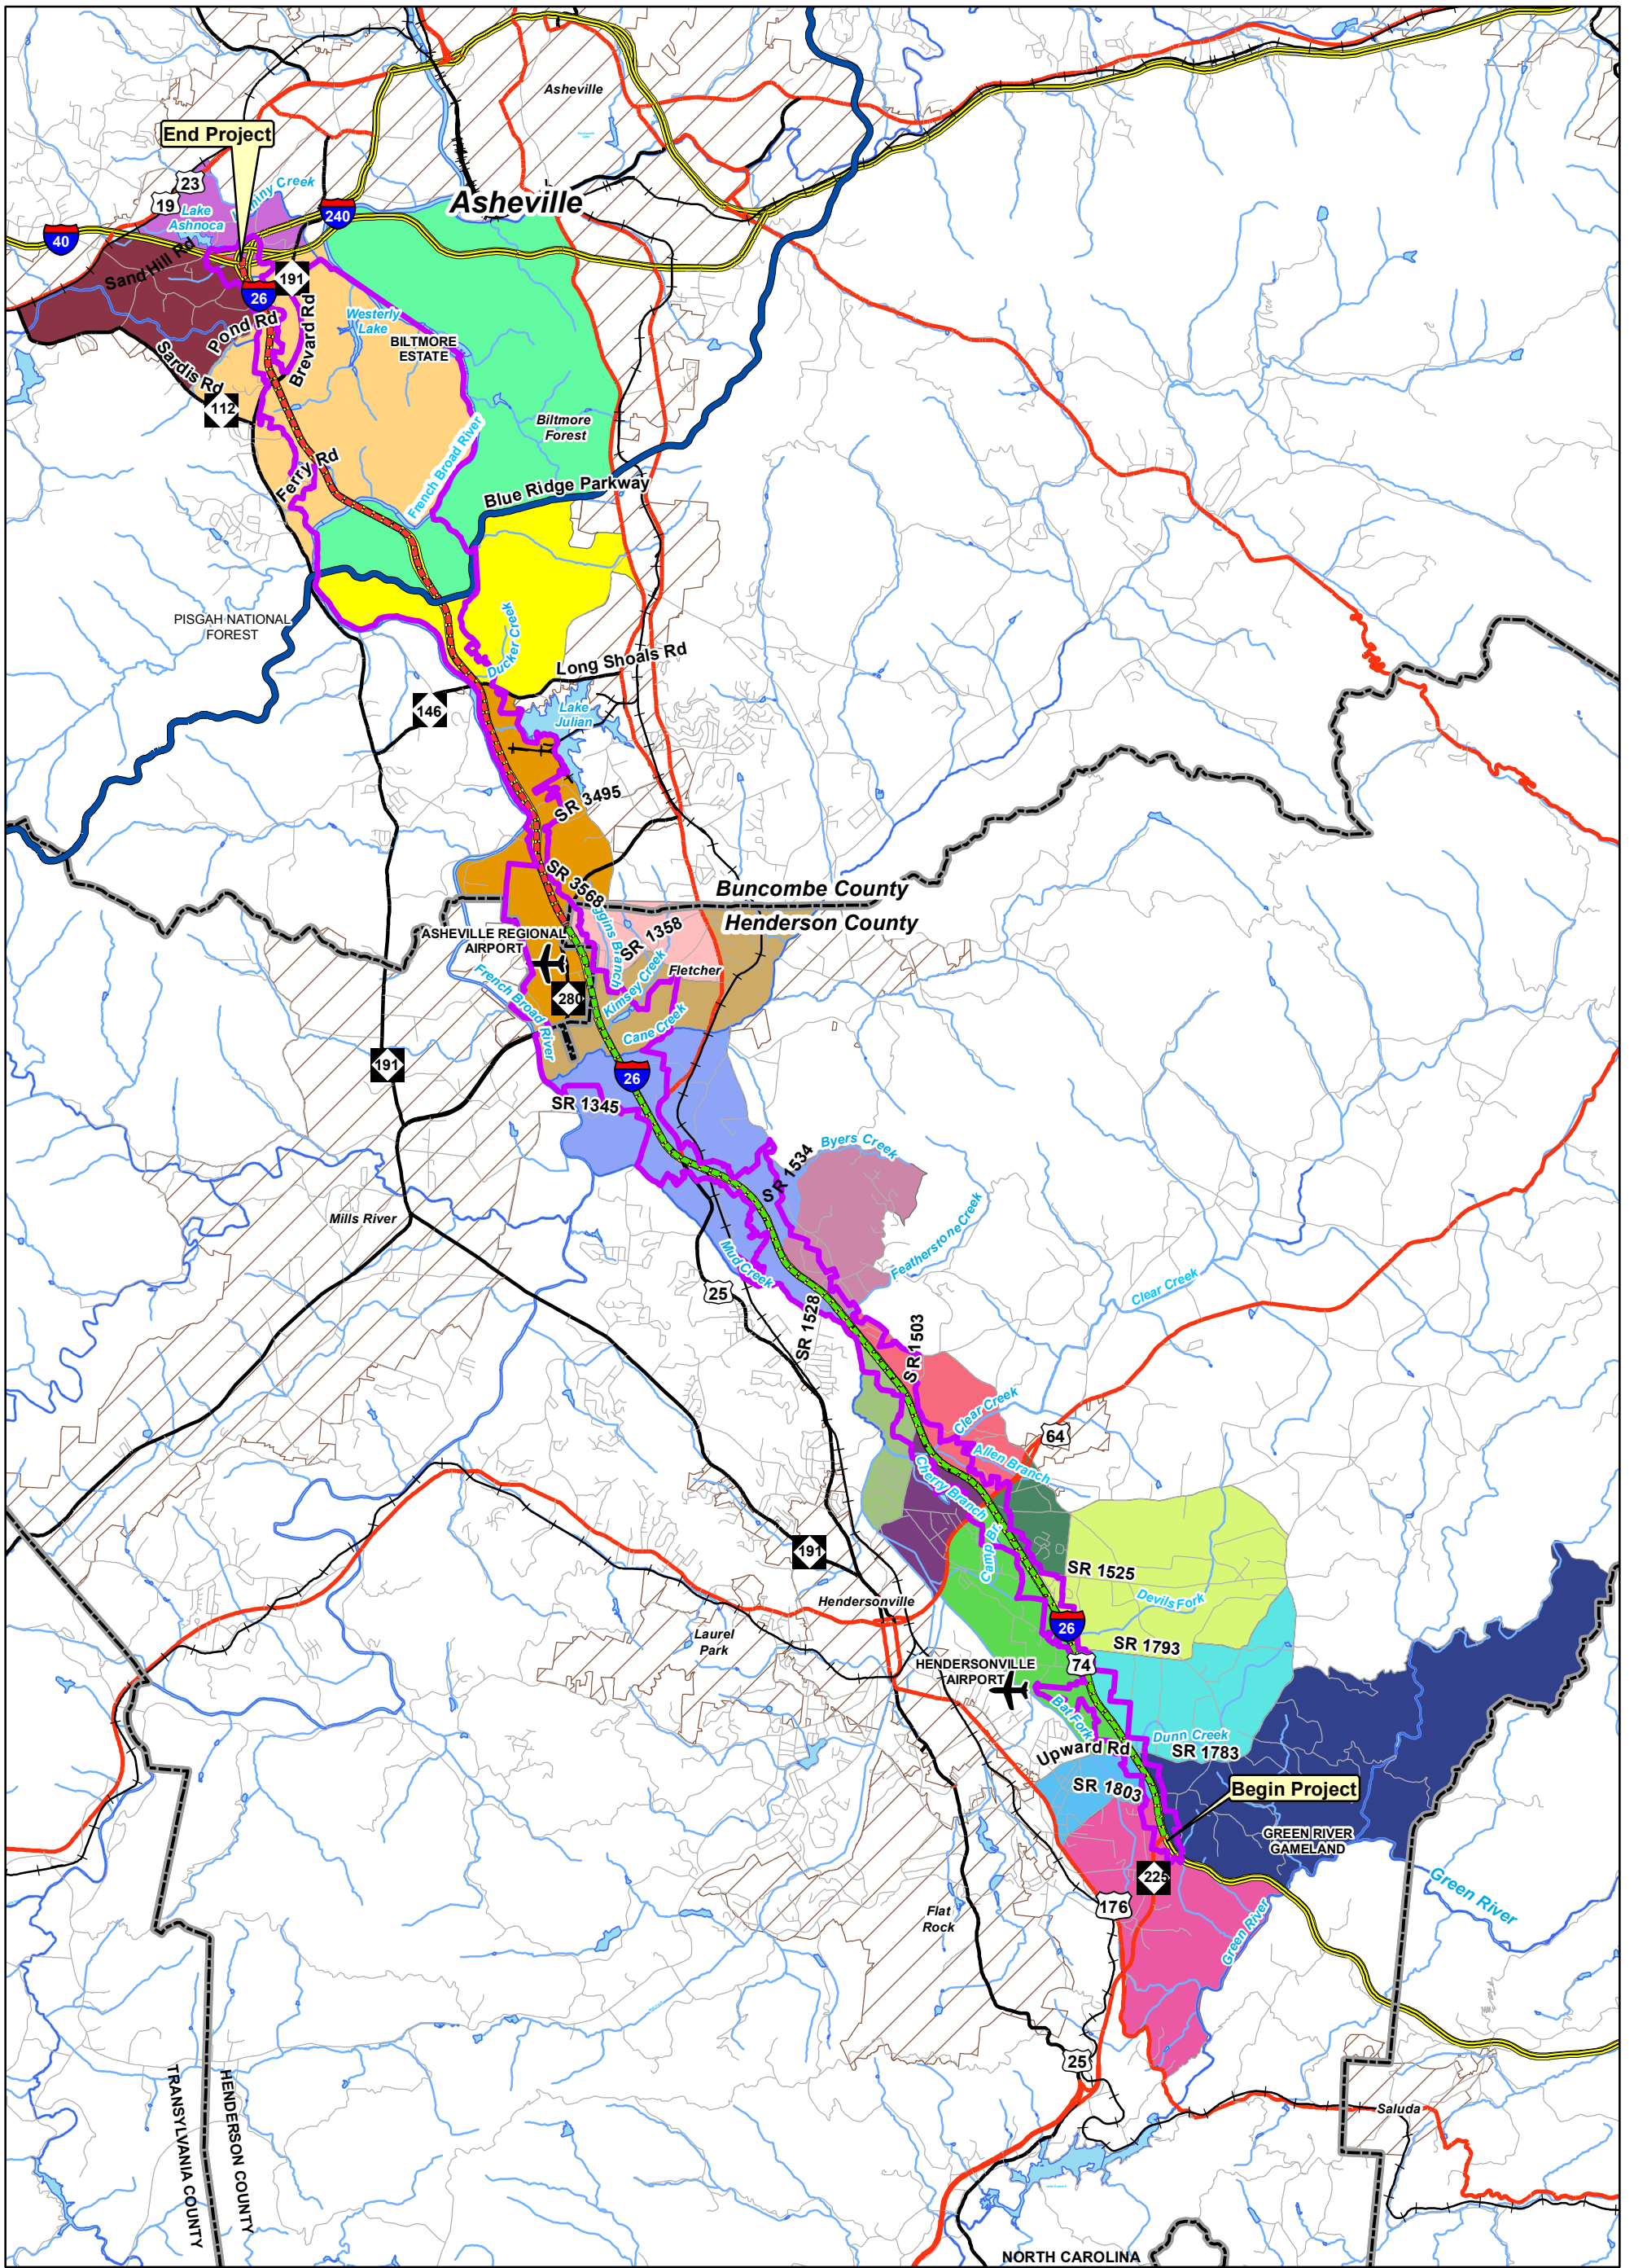 Asheville
End Project
23
19
Lake
Ashnoca
Asheville
240
40
Sand Hill Rd
191
26
Pond Rd
Brevard Rd
Westerly
Lake
BILTMORE
ESTATE
Sardis Rd
112
Biltmore
Forest
Ferry Rd
French Broad River
Blue Ridge Parkway
PISGAH NATIONAL
FOREST
Ducker Creek
Long Shoals Rd
146
Lake
Julian
SR 3495
SR 3568
Buncombe County
Henderson County
ASHEVILLE REGIONAL
AIRPORT
SR 1358
Fletcher
French Broad River
280
Kimsey Creek
Cane Creek
191
26
SR 1345
Byers Creek
SR 1534
Mills River
Featherstone Creek
Mud Creek
Clear Creek
25
SR 1528
SR 1503
Clear Creek
64
Allen Branch
Cherry Branch
Camp Br.
191
SR 1525
Devils Fork
Hendersonville
26
Laurel
Park
SR 1793
HENDERSONVILLE
AIRPORT
74
Bat Fork
Dunn Creek
Upward Rd
SR 1783
SR 1803
Begin Project
GREEN RIVER
GAMELAND
225
Green River
176
Flat
Rock
Green River
25
TRANSYLVANIA COUNTY
HENDERSON COUNTY
Saluda
NORTH CAROLINA